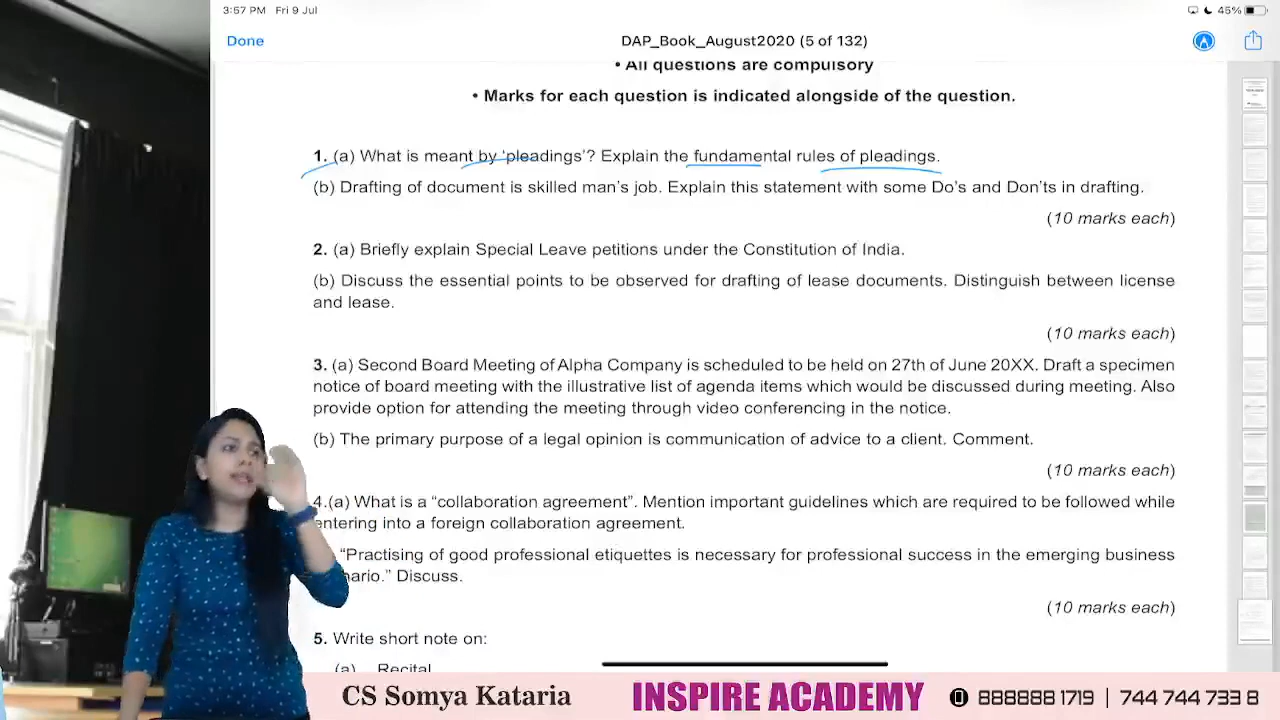 3:57 PM Fri 9 Jul
45%
Done
DAP_Book_August2020 (5 of 132)
• All questions are compulsory
• Marks for each question is indicated alongside of the question.
1. (a) What is meant by 'pleadings'? Explain the fundamental rules of pleadings.
(b) Drafting of document is skilled man's job. Explain this statement with some Do's and Don'ts in drafting.
(10 marks each)
2. (a) Briefly explain Special Leave petitions under the Constitution of India.
(b) Discuss the essential points to be observed for drafting of lease documents. Distinguish between license
and lease.
(10 marks each)
3. (a) Second Board Meeting of Alpha Company is scheduled to be held on 27th of June 20XX. Draft a specimen
notice of board meeting with the illustrative list of agenda items which would be discussed during meeting. Also
provide option for attending the meeting through video conferencing in the notice.
(b) The primary purpose of a legal opinion is communication of advice to a client. Comment.
(10 marks each)
4.(a) What is a “collaboration agreement”. Mention important guidelines which are required to be followed while
entering into a foreign collaboration agreement.
“Practising of good professional etiquettes is necessary for professional success in the emerging business
nario.” Discuss.
(10 marks each)
5. Write short note on:
(a) Recital
CS Somya Kataria
INSPIRE ACADEMY
888888 1719 | 744 744 733 8